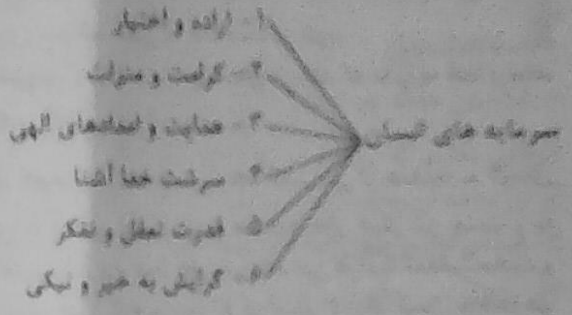 سرمایه های انسان
۱- اراده و اختیار
۲- کرامت و منزلت
۳- هدایت و امدادهای الهی
۴- سرشت خدا آشنا
۵- قدرت تعقل و تفکر
۶- گرایش به خیر و نیکی